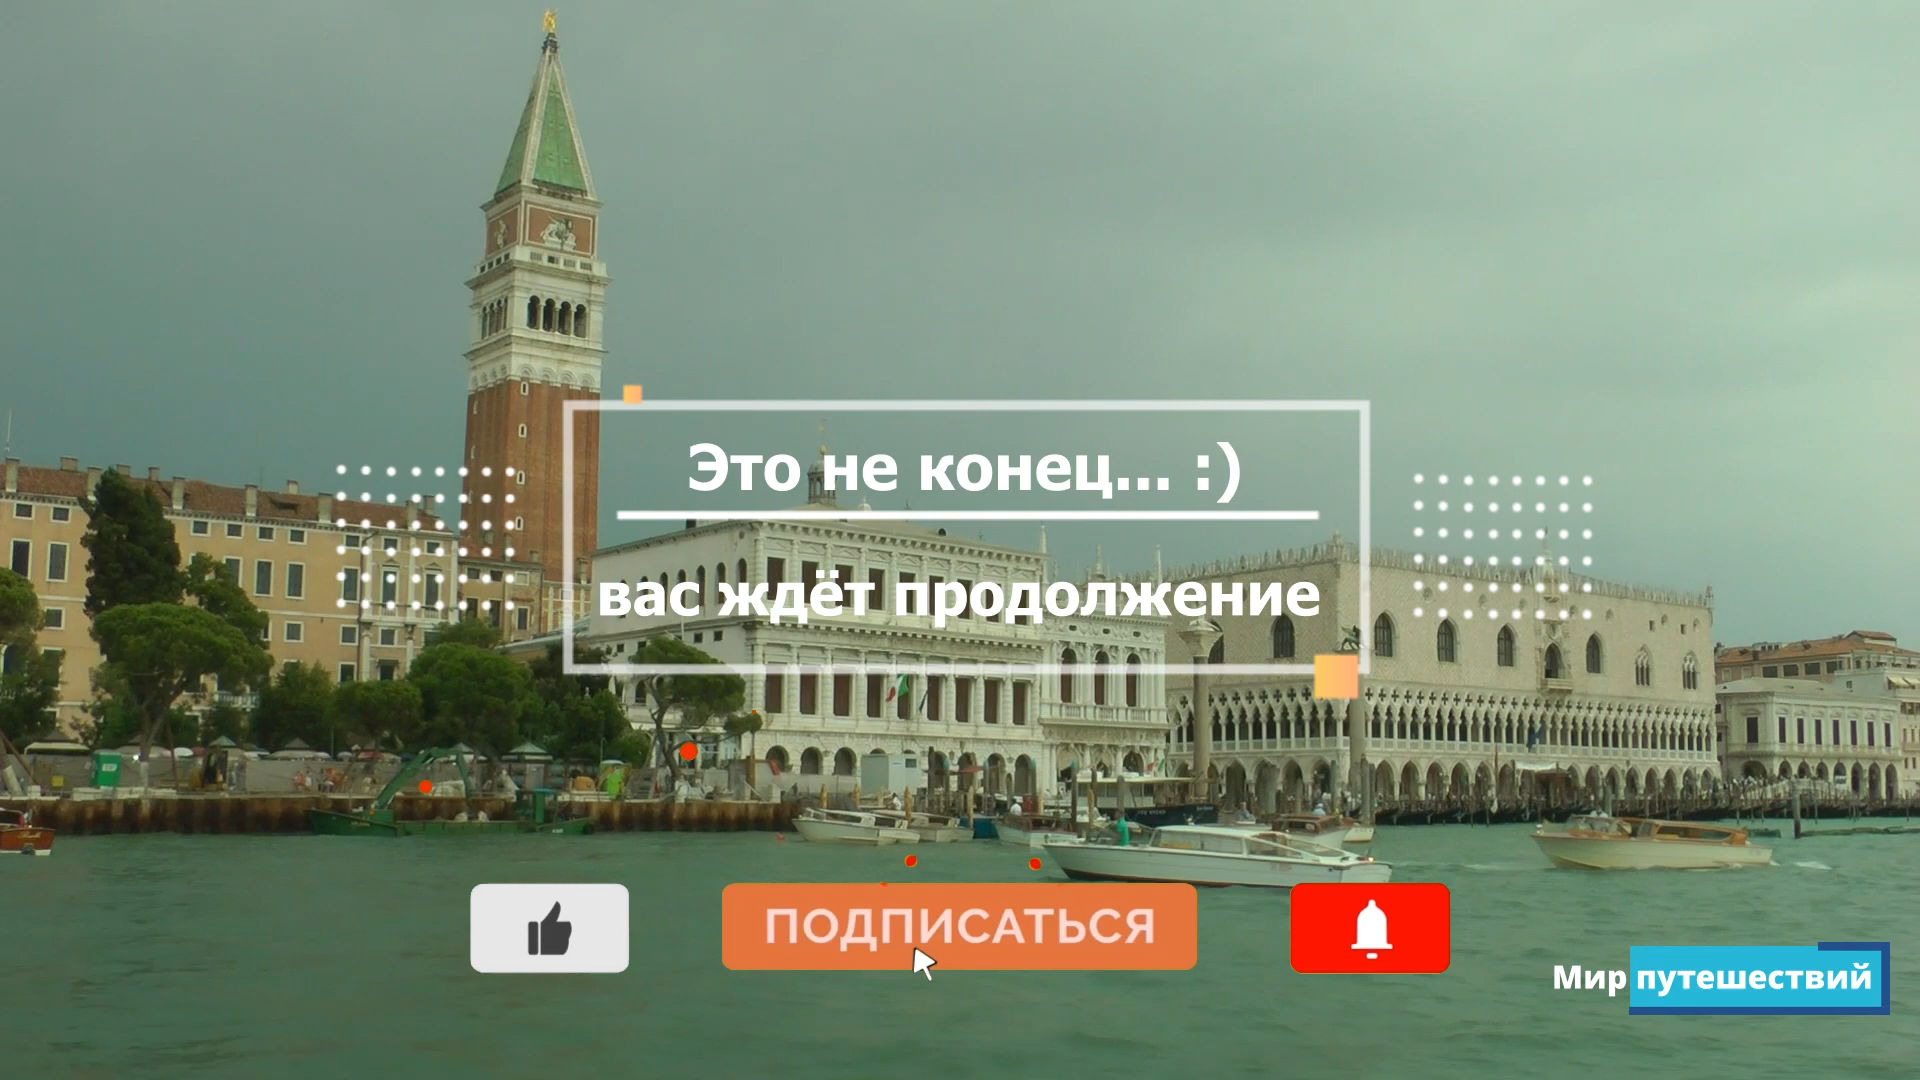 Это не конец... :)
вас ждёт продолжение
ПОДПИСАТЬСЯ
Мир путешествий